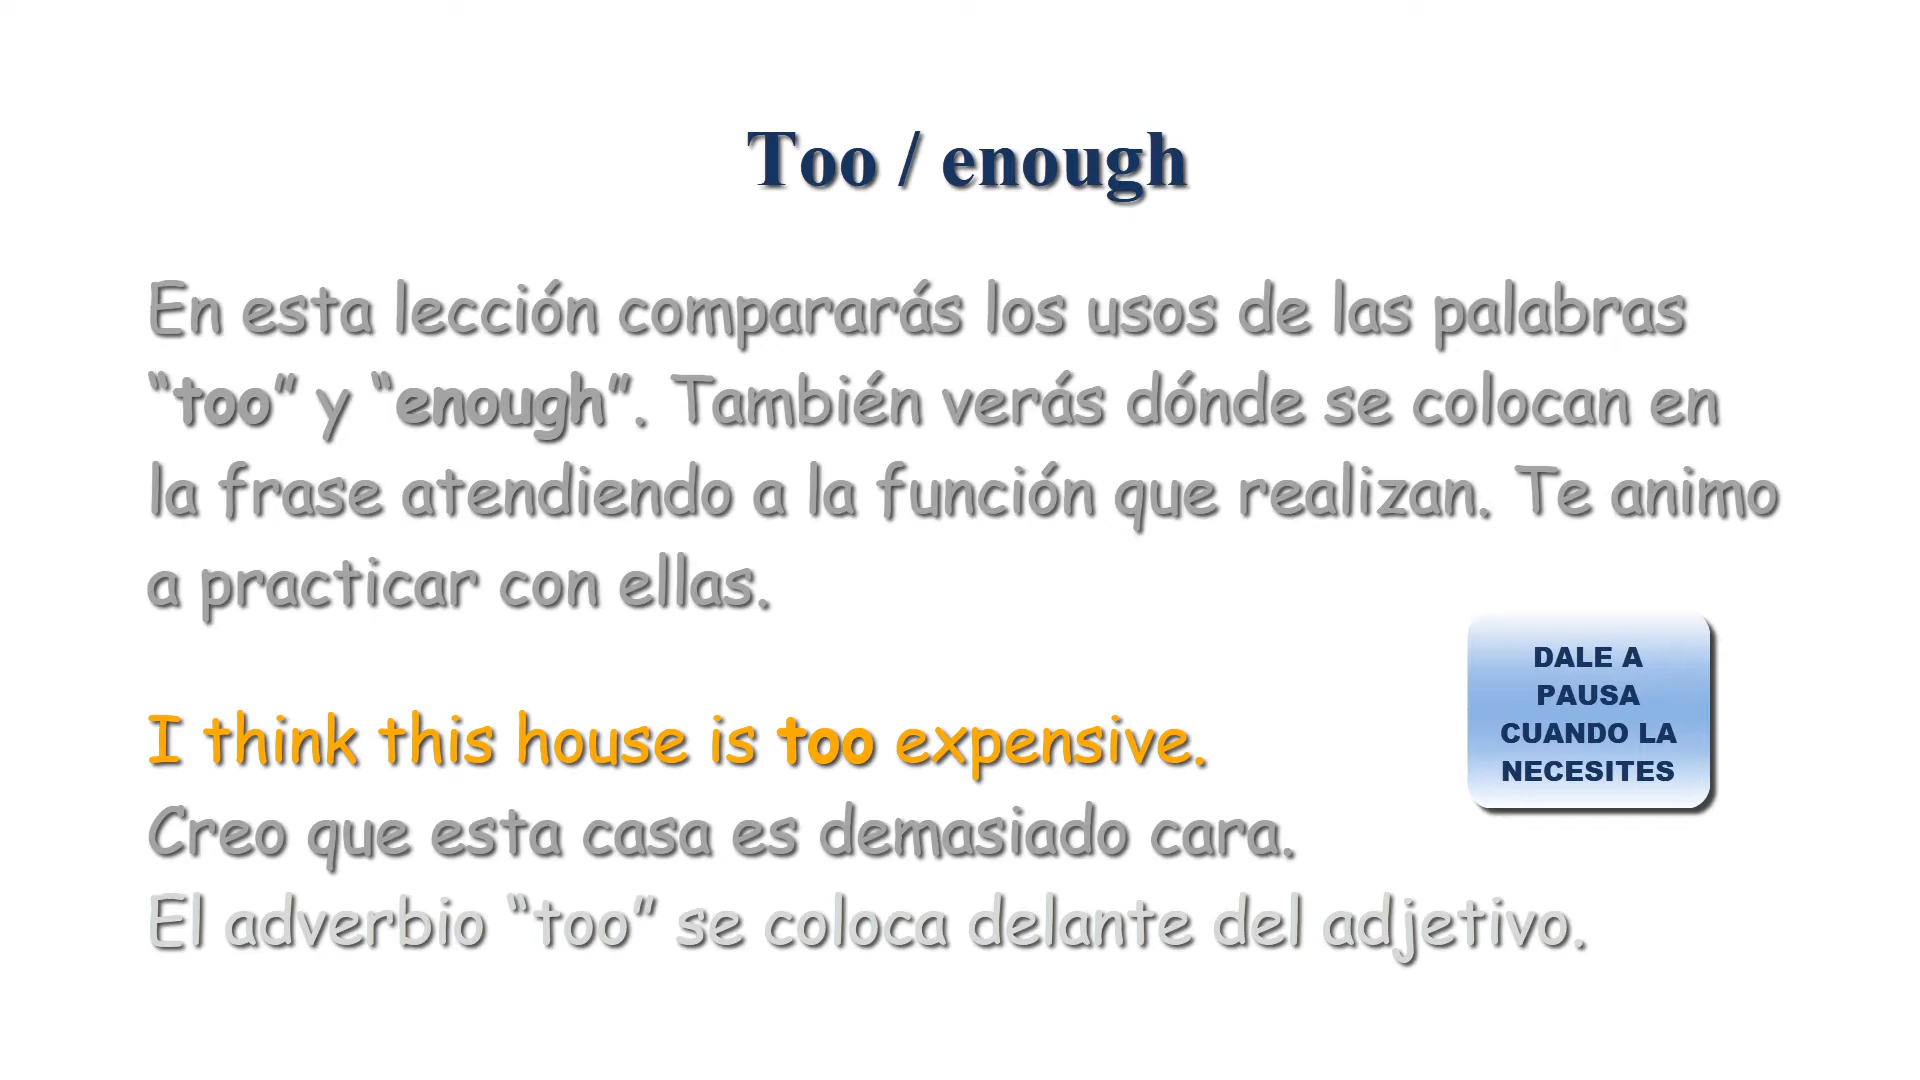 Too / enough
En esta lección compararás los usos de las palabras
“too” y “enough”. También verás dónde se colocan en
la frase atendiendo a la función que realizan. Te animo
a practicar con ellas.
DALE A
PAUSA
CUANDO LA
NECESITES
I think this house is too expensive.
Creo que esta casa es demasiado cara.
El adverbio “too” se coloca delante del adjetivo.